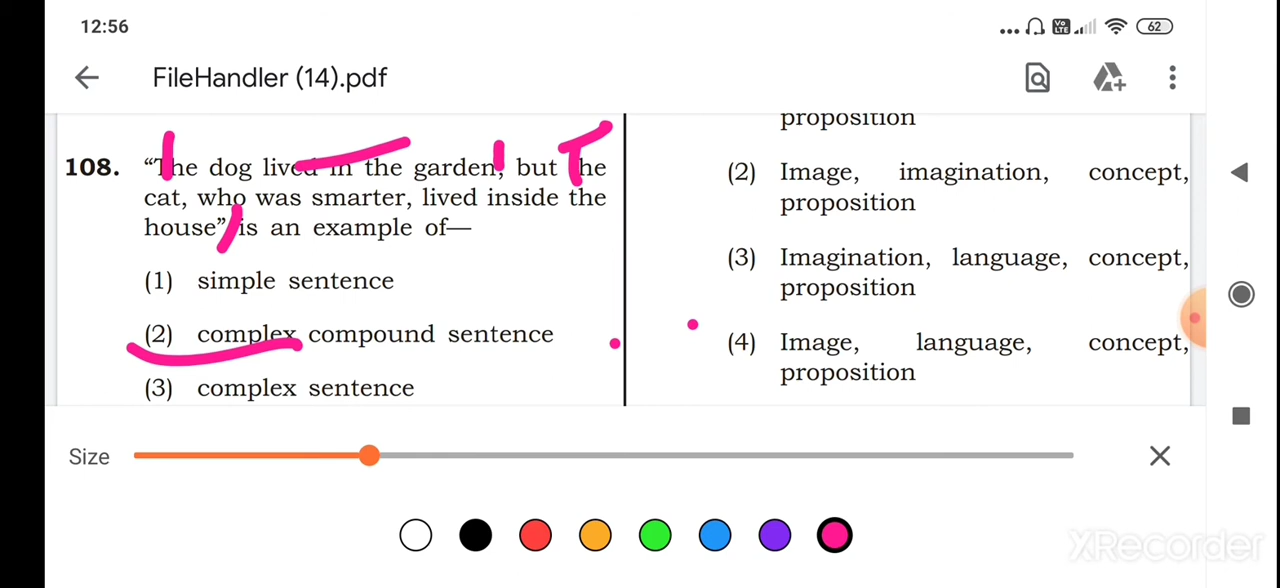 12:56
Vo LTE
62
FileHandler (14).pdf
108. “The dog lived in the garden, but the
cat, who was smarter, lived inside the
house”, is an example of—
(1) simple sentence
(2) complex compound sentence
(3) complex sentence
proposition
(2) Image, imagination, concept,
proposition
(3) Imagination, language, concept,
proposition
(4) Image, language, concept,
proposition
Size
XRecorder